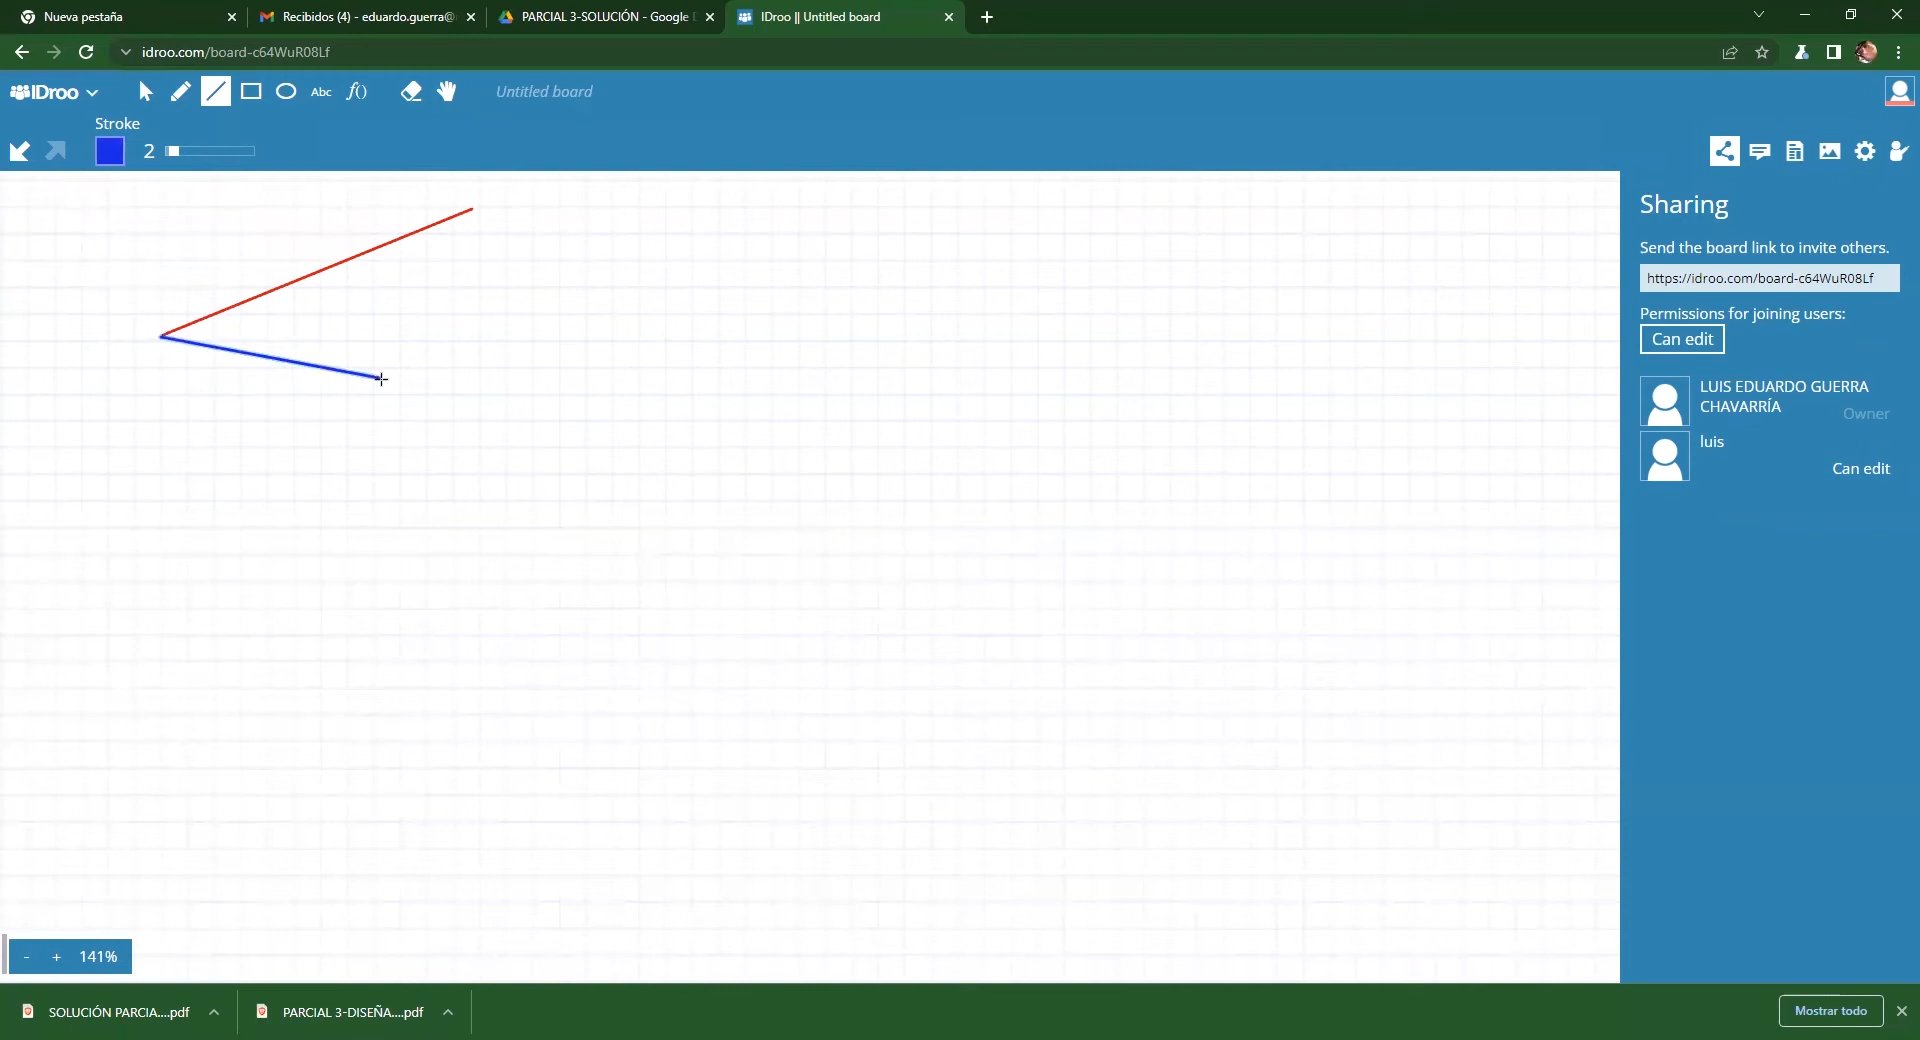 Nueva pestaña
Recibidos (4) - eduardo.guerra@
PARCIAL 3-SOLUCIÓN - Google
IDroo || Untitled board
idroo.com/board-c64WuR08Lf
IDroo
Abc
f()
Untitled board
Stroke
2
Sharing
Send the board link to invite others.
https://idroo.com/board-c64WuR08Lf
Permissions for joining users:
Can edit
LUIS EDUARDO GUERRA
CHAVARRÍA
Owner
luis
Can edit
- + 141%
SOLUCIÓN PARCIA....pdf
PARCIAL 3-DISEÑA....pdf
Mostrar todo